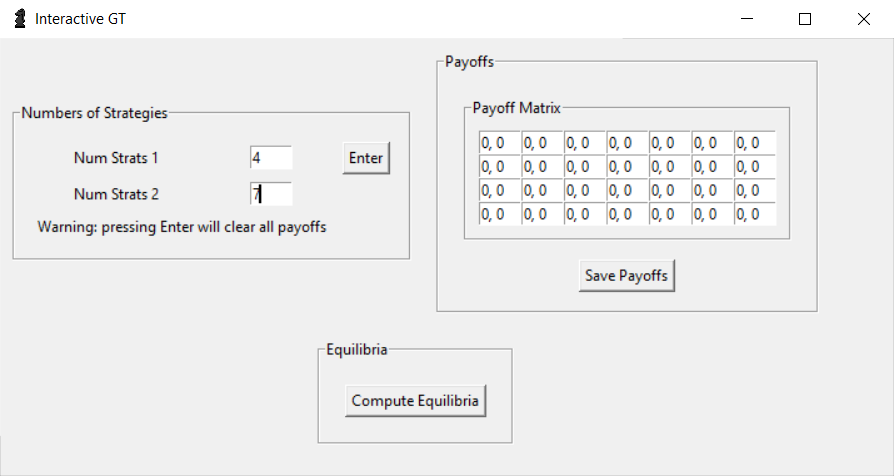 Interactive GT
Numbers of Strategies
Num Strats 1 4 Enter
Num Strats 2 7
Warning: pressing Enter will clear all payoffs
Payoffs
Payoff Matrix
0, 0 0, 0 0, 0 0, 0 0, 0 0, 0 0, 0
0, 0 0, 0 0, 0 0, 0 0, 0 0, 0 0, 0
0, 0 0, 0 0, 0 0, 0 0, 0 0, 0 0, 0
0, 0 0, 0 0, 0 0, 0 0, 0 0, 0 0, 0
Save Payoffs
Equilibria
Compute Equilibria